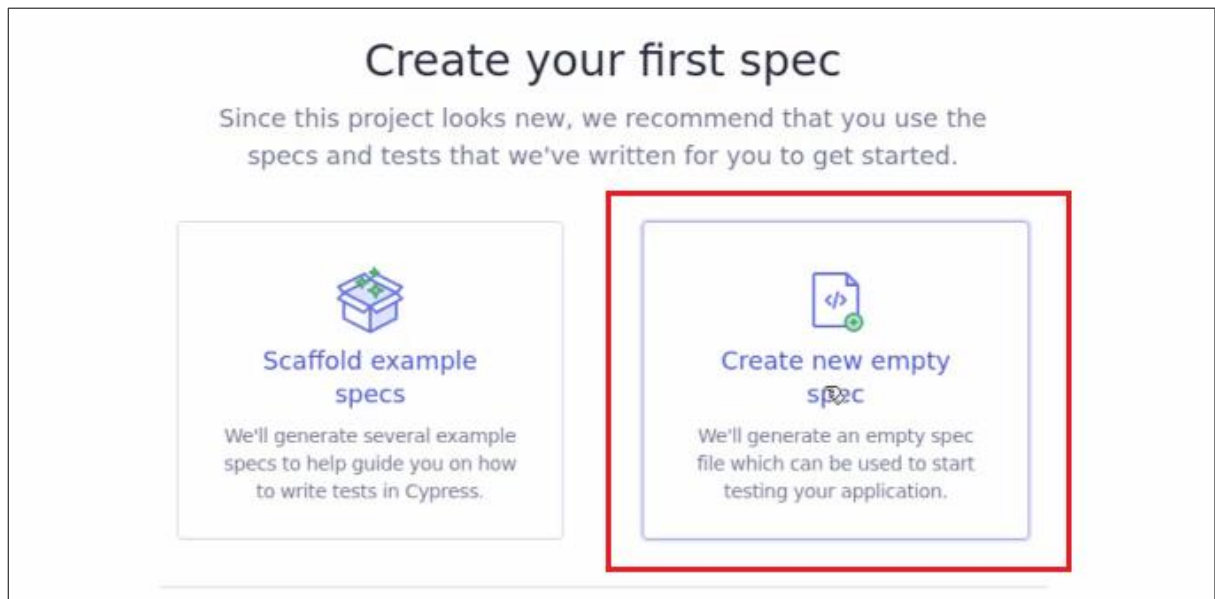 Create your first spec
Since this project looks new, we recommend that you use the
specs and tests that we've written for you to get started.
Scaffold example
specs
We'll generate several example
specs to help guide you on how
to write tests in Cypress.
</>
Create new empty
spec
We'll generate an empty spec
file which can be used to start
testing your application.